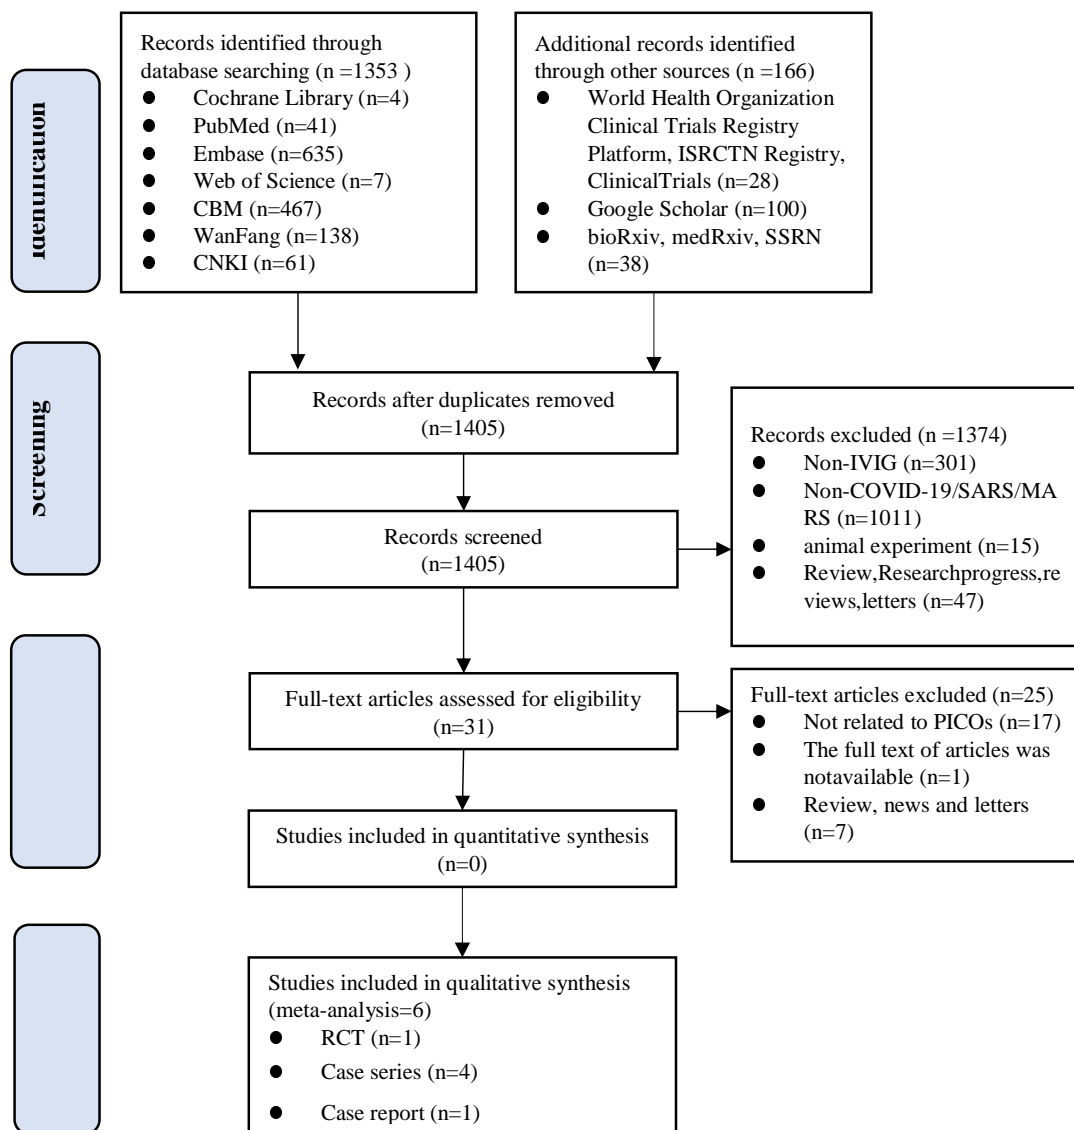 Identification
Records identified through
database searching (n =1353 )
● Cochrane Library (n=4)
● PubMed (n=41)
● Embase (n=635)
● Web of Science (n=7)
● CBM (n=467)
● WanFang (n=138)
● CNKI (n=61)
Additional records identified
through other sources (n =166)
● World Health Organization
Clinical Trials Registry
Platform, ISRCTN Registry,
ClinicalTrials (n=28)
● Google Scholar (n=100)
● bioRxiv, medRxiv, SSRN
(n=38)
Screening
Records after duplicates removed
(n=1405)
Records screened
(n=1405)
Records excluded (n =1374)
● Non-IVIG (n=301)
● Non-COVID-19/SARS/MA
RS (n=1011)
● animal experiment (n=15)
● Review,Researchprogress,re
views,letters (n=47)
Full-text articles assessed for eligibility
(n=31)
Full-text articles excluded (n=25)
● Not related to PICOs (n=17)
● The full text of articles was
notavailable (n=1)
● Review, news and letters
(n=7)
Studies included in quantitative synthesis
(n=0)
Studies included in qualitative synthesis
(meta-analysis=6)
● RCT (n=1)
● Case series (n=4)
● Case report (n=1)